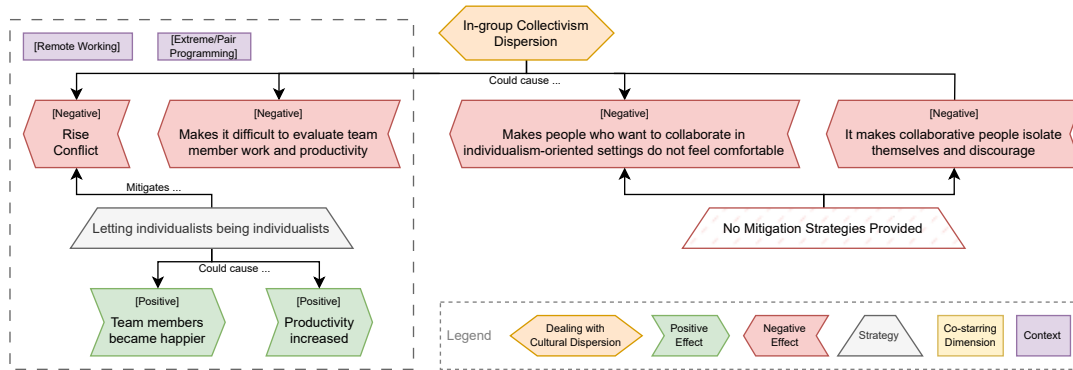 In-group Collectivism
Dispersion
[Remote Working]
[Extreme/Pair
Programming]
Could cause ...
[Negative]
Rise
Conflict
[Negative]
Makes it difficult to evaluate team
member work and productivity
[Negative]
Makes people who want to collaborate in
individualism-oriented settings do not feel comfortable
[Negative]
It makes collaborative people isolate
themselves and discourage
Mitigates ...
Letting individualists being individualists
No Mitigation Strategies Provided
Could cause ...
[Positive]
Team members
became happier
[Positive]
Productivity
increased
Legend
Dealing with
Cultural Dispersion
Positive
Effect
Negative
Effect
Strategy
Co-starring
Dimension
Context